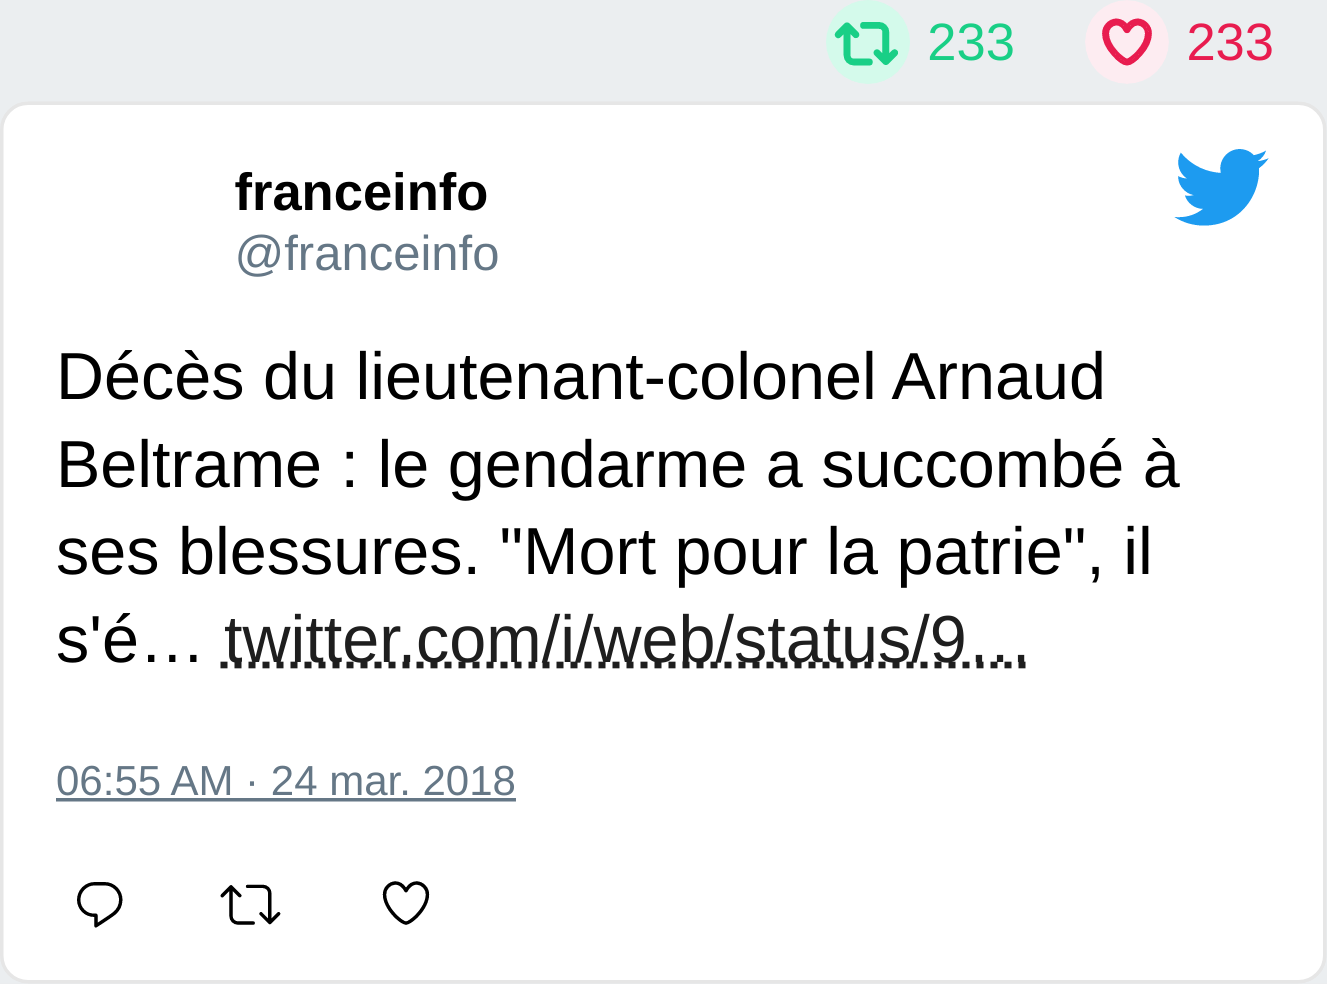 233 233
franceinfo
@franceinfo
Décès du lieutenant-colonel Arnaud
Beltrame : le gendarme a succombé à
ses blessures. "Mort pour la patrie", il
s'é… twitter.com/i/web/status/9…
06:55 AM · 24 mar. 2018